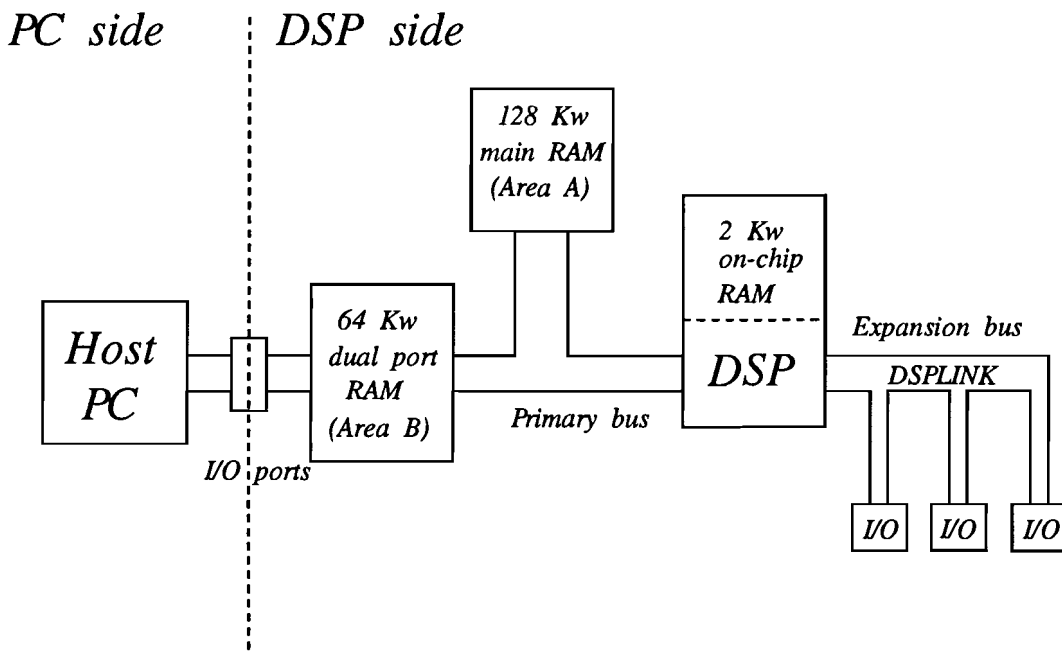 PC side
DSP side
128 Kw
main RAM
(Area A)
2 Kw
on-chip
RAM
DSP
64 Kw
dual port
RAM
(Area B)
Host
PC
I/O ports
Primary bus
Expansion bus
DSPLINK
I/O
I/O
I/O